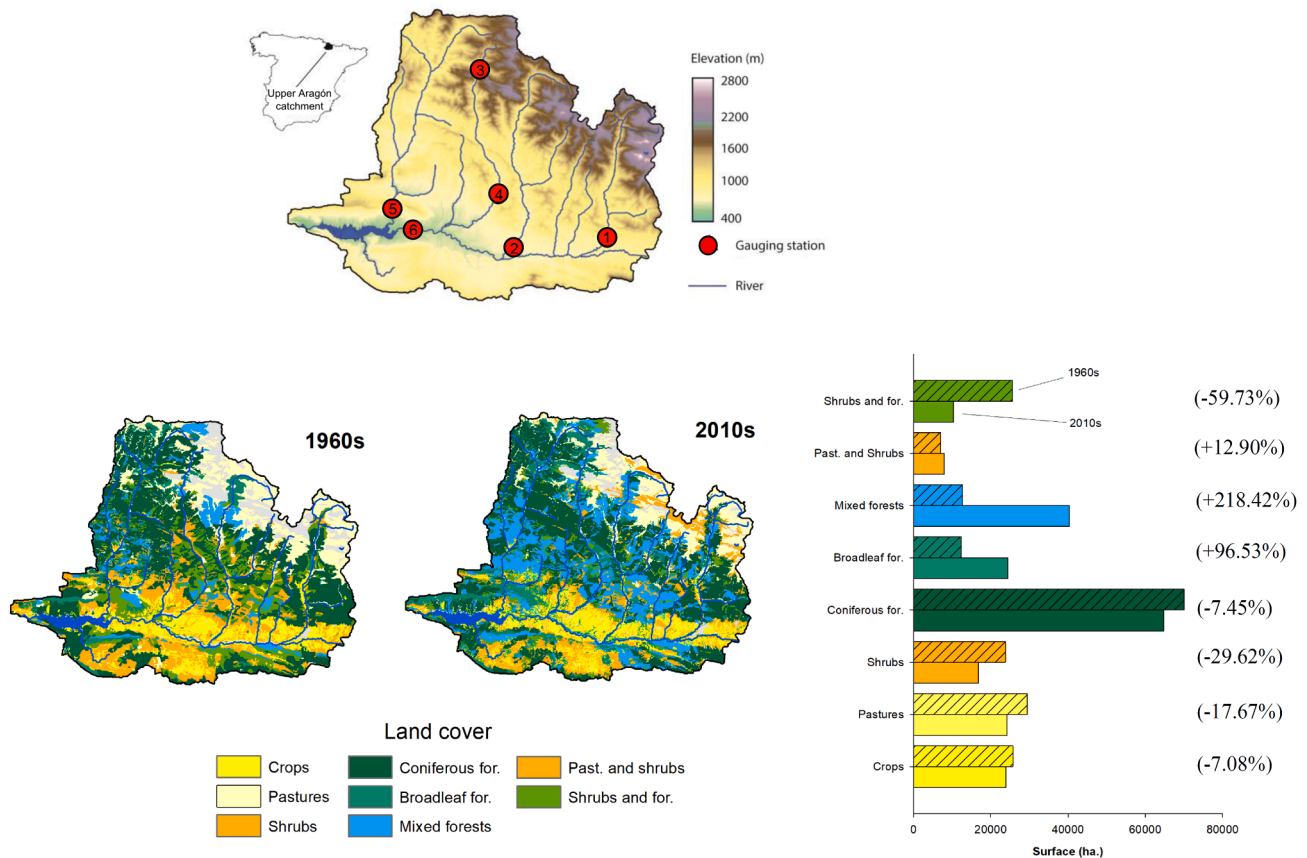 Upper Aragón
catchment
3
4
5
6
2
1
Elevation (m)
2800
2200
1600
1000
400
Gauging station
River
1960s
2010s
Land cover
Crops
Pastures
Shrubs
Coniferous for.
Broadleaf for.
Mixed forests
Past. and shrubs
Shrubs and for.
1960s
2010s
Shrubs and for.
(-59.73%)
Past. and Shrubs
(+12.90%)
Mixed forests
(+218.42%)
Broadleaf for.
(+96.53%)
Coniferous for.
(-7.45%)
Shrubs
(-29.62%)
Pastures
(-17.67%)
Crops
(-7.08%)
0
20000
40000
60000
80000
Surface (ha.)